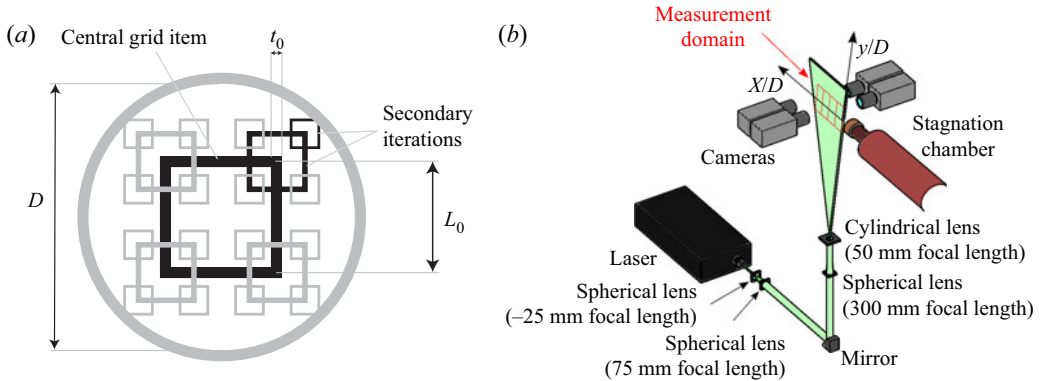 (a)
Central grid item
t0
Secondary
iterations
D
L0
(b)
Measurement
domain
y/D
X/D
Cameras
Stagnation
chamber
Laser
Cylindrical lens
(50 mm focal length)
Spherical lens
(300 mm focal length)
Spherical lens
(–25 mm focal length)
Spherical lens
(75 mm focal length)
Mirror